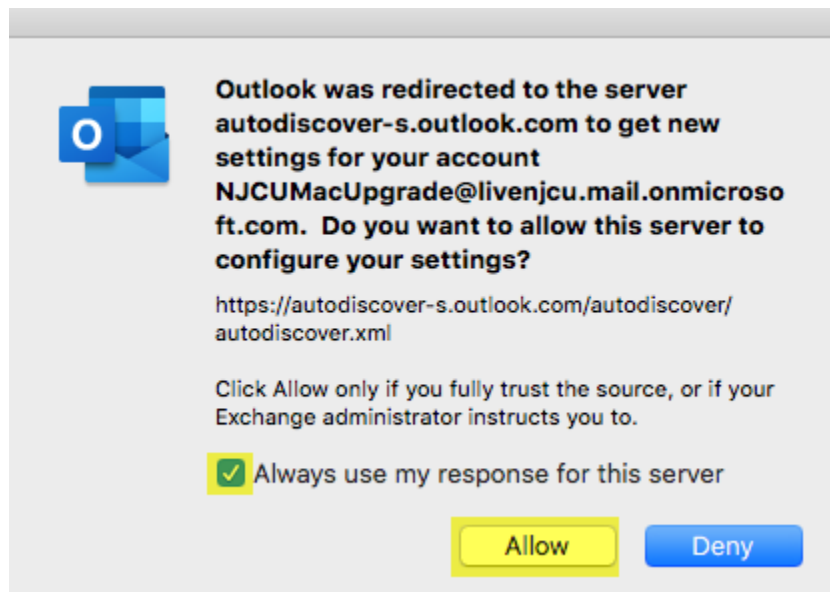 Outlook was redirected to the server
autodiscover-s.outlook.com to get new
settings for your account
NJCUMacUpgrade@livenjcu.mail.onmicroso
ft.com. Do you want to allow this server to
configure your settings?
https://autodiscover-s.outlook.com/autodiscover/
autodiscover.xml
Click Allow only if you fully trust the source, or if your
Exchange administrator instructs you to.
Always use my response for this server
Allow
Deny